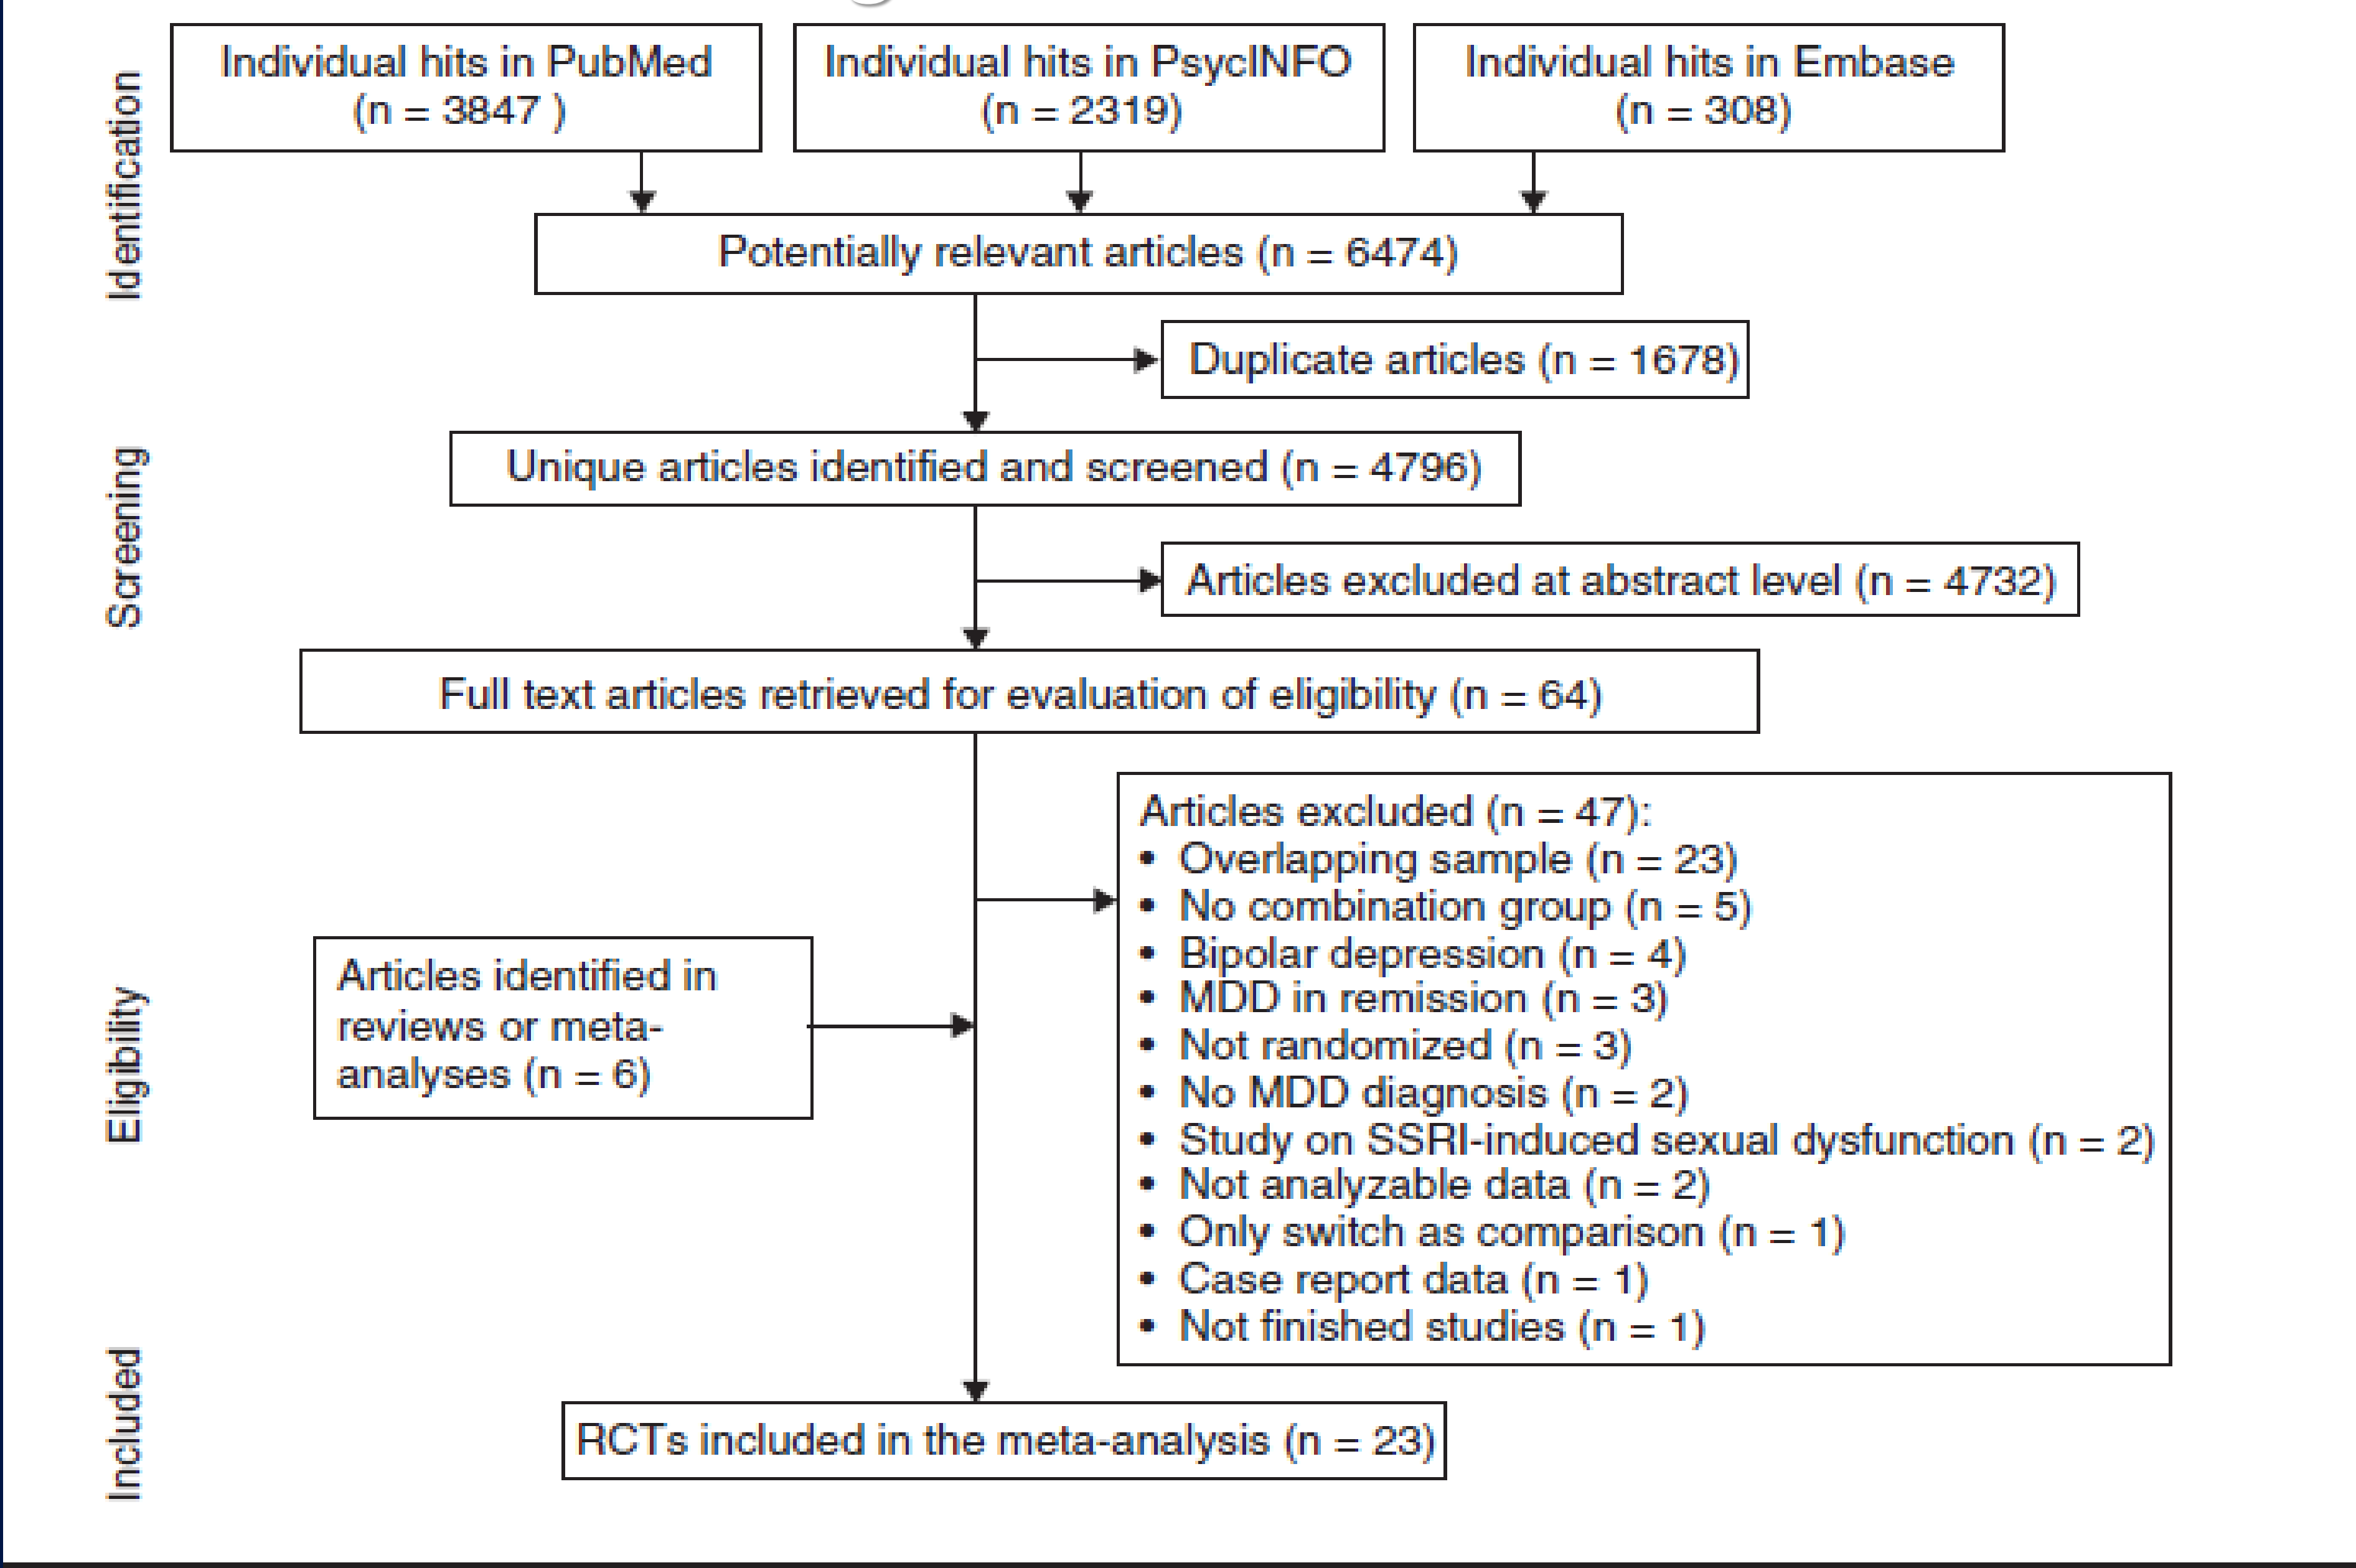 Individual hits in PubMed
(n = 3847 )
Individual hits in PsycINFO
(n = 2319)
Individual hits in Embase
(n = 308)
Identification
Potentially relevant articles (n = 6474)
Duplicate articles (n = 1678)
Screening
Unique articles identified and screened (n = 4796)
Articles excluded at abstract level (n = 4732)
Full text articles retrieved for evaluation of eligibility (n = 64)
Eligibility
Articles identified in
reviews or meta-
analyses (n = 6)
Articles excluded (n = 47):
• Overlapping sample (n = 23)
• No combination group (n = 5)
• Bipolar depression (n = 4)
• MDD in remission (n = 3)
• Not randomized (n = 3)
• No MDD diagnosis (n = 2)
• Study on SSRI-induced sexual dysfunction (n = 2)
• Not analyzable data (n = 2)
• Only switch as comparison (n = 1)
• Case report data (n = 1)
• Not finished studies (n = 1)
Included
RCTs included in the meta-analysis (n = 23)